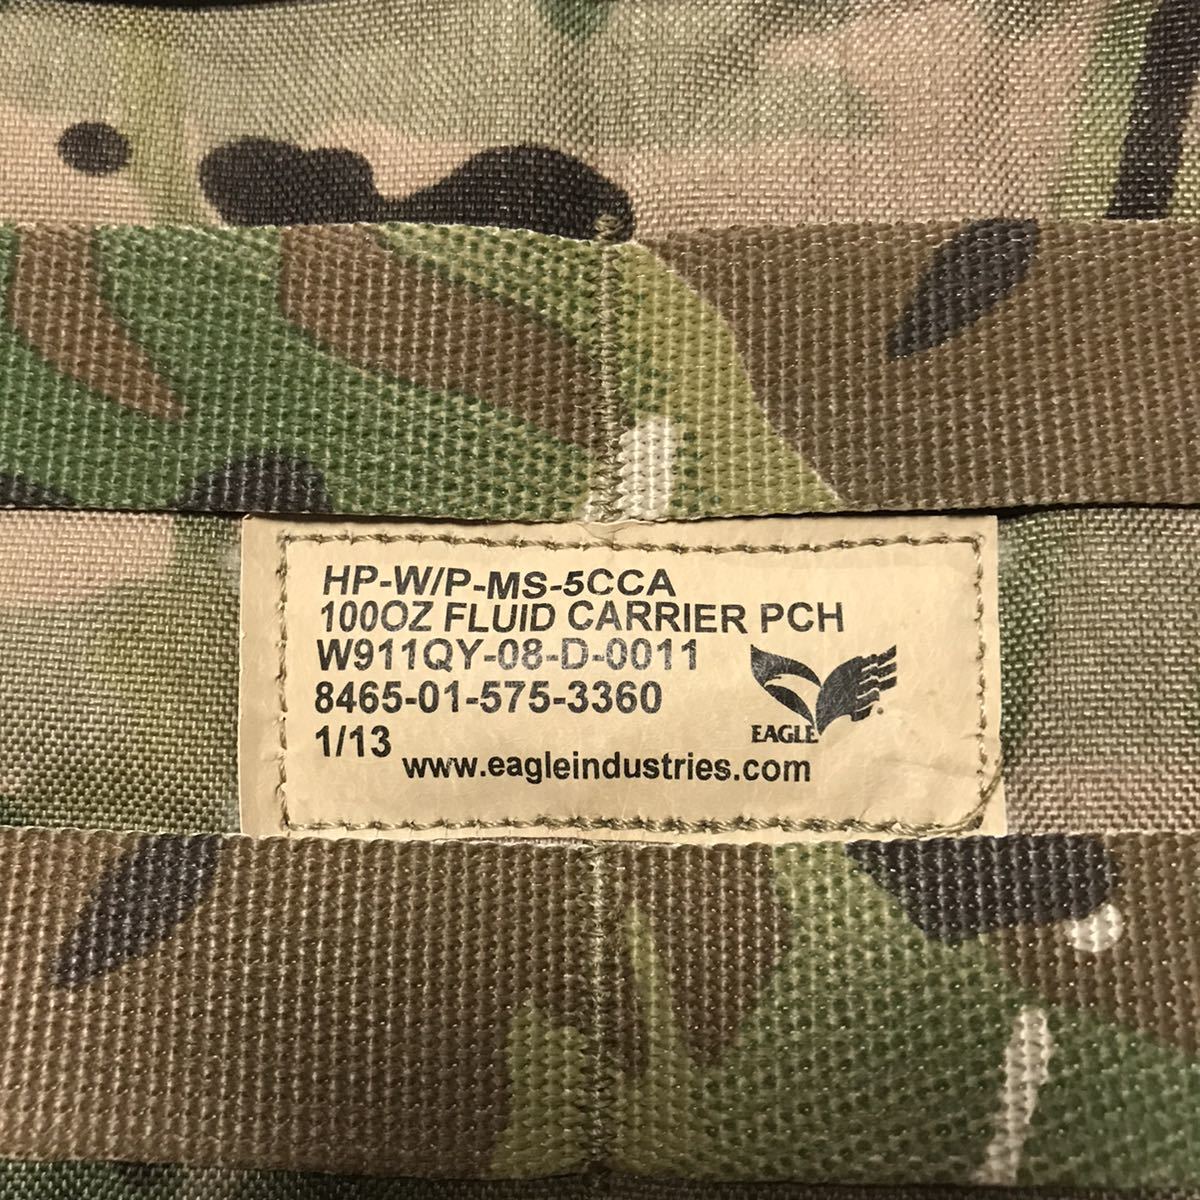 HP-W/P-MS-5CCA
100OZ FLUID CARRIER PCH
W911QY-08-D-0011
8465-01-575-3360
EAGLE
1/13
www.eagleindustries.com